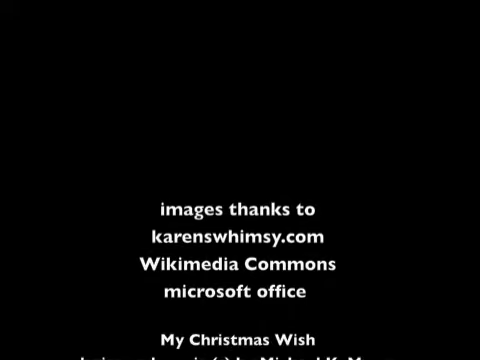 images thanks to
karenswhimsy.com
Wikimedia Commons
microsoft office
My Christmas Wish